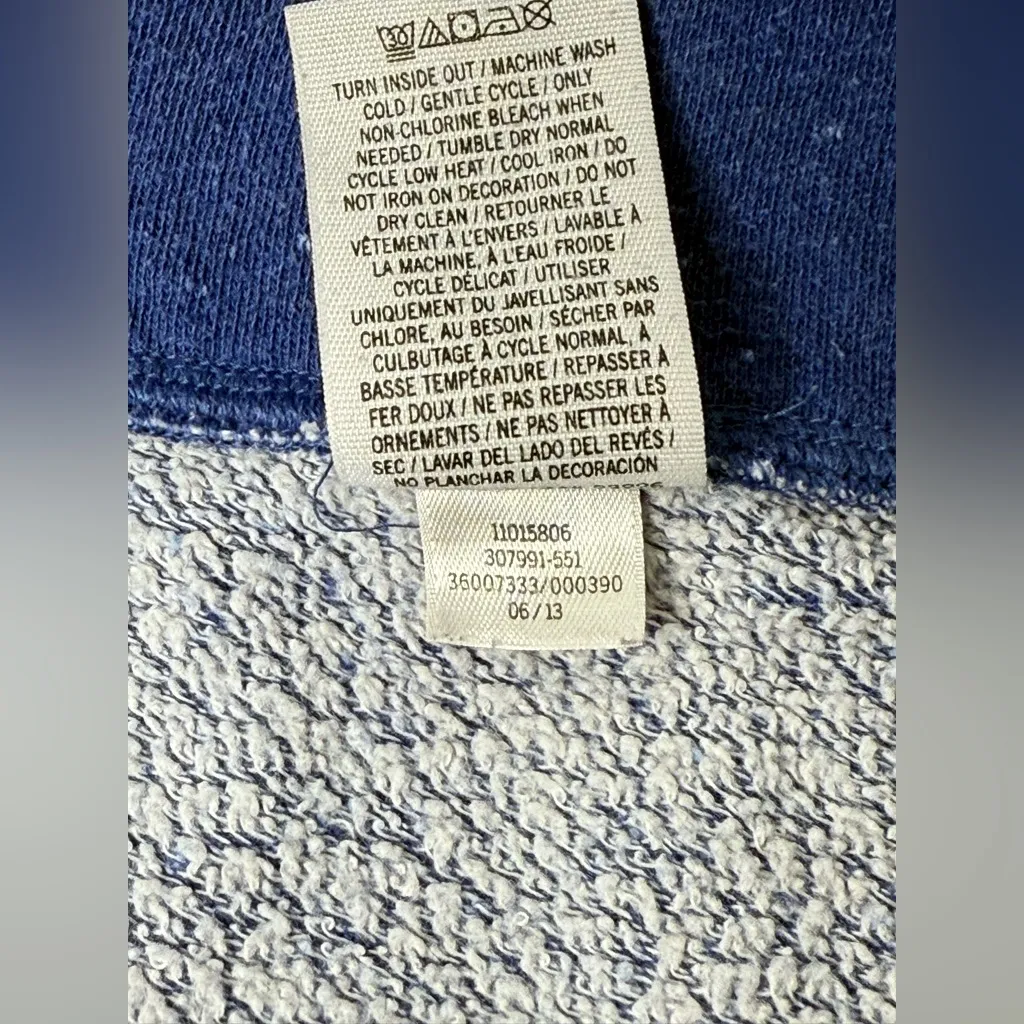 TURN INSIDE OUT / MACHINE WASH
COLD / GENTLE CYCLE / ONLY
NON-CHLORINE BLEACH WHEN
NEEDED / TUMBLE DRY NORMAL
CYCLE LOW HEAT / COOL IRON / DO
NOT IRON ON DECORATION / DO NOT
DRY CLEAN / RETOURNER LE
VÊTEMENT À L'ENVERS / LAVABLE À
LA MACHINE, À L'EAU FROIDE /
CYCLE DÉLICAT / UTILISER
UNIQUEMENT DU JAVELLISANT SANS
CHLORE, AU BESOIN / SÉCHER PAR
CULBUTAGE À CYCLE NORMAL, À
BASSE TEMPÉRATURE / REPASSER À
FER DOUX / NE PAS REPASSER LES
ORNEMENTS / NE PAS NETTOYER À
SEC / LAVAR DEL LADO DEL REVÉS /
NO PLANCHAR LA DECORACIÓN
11015806
307991-551
36007333/000390
06/13